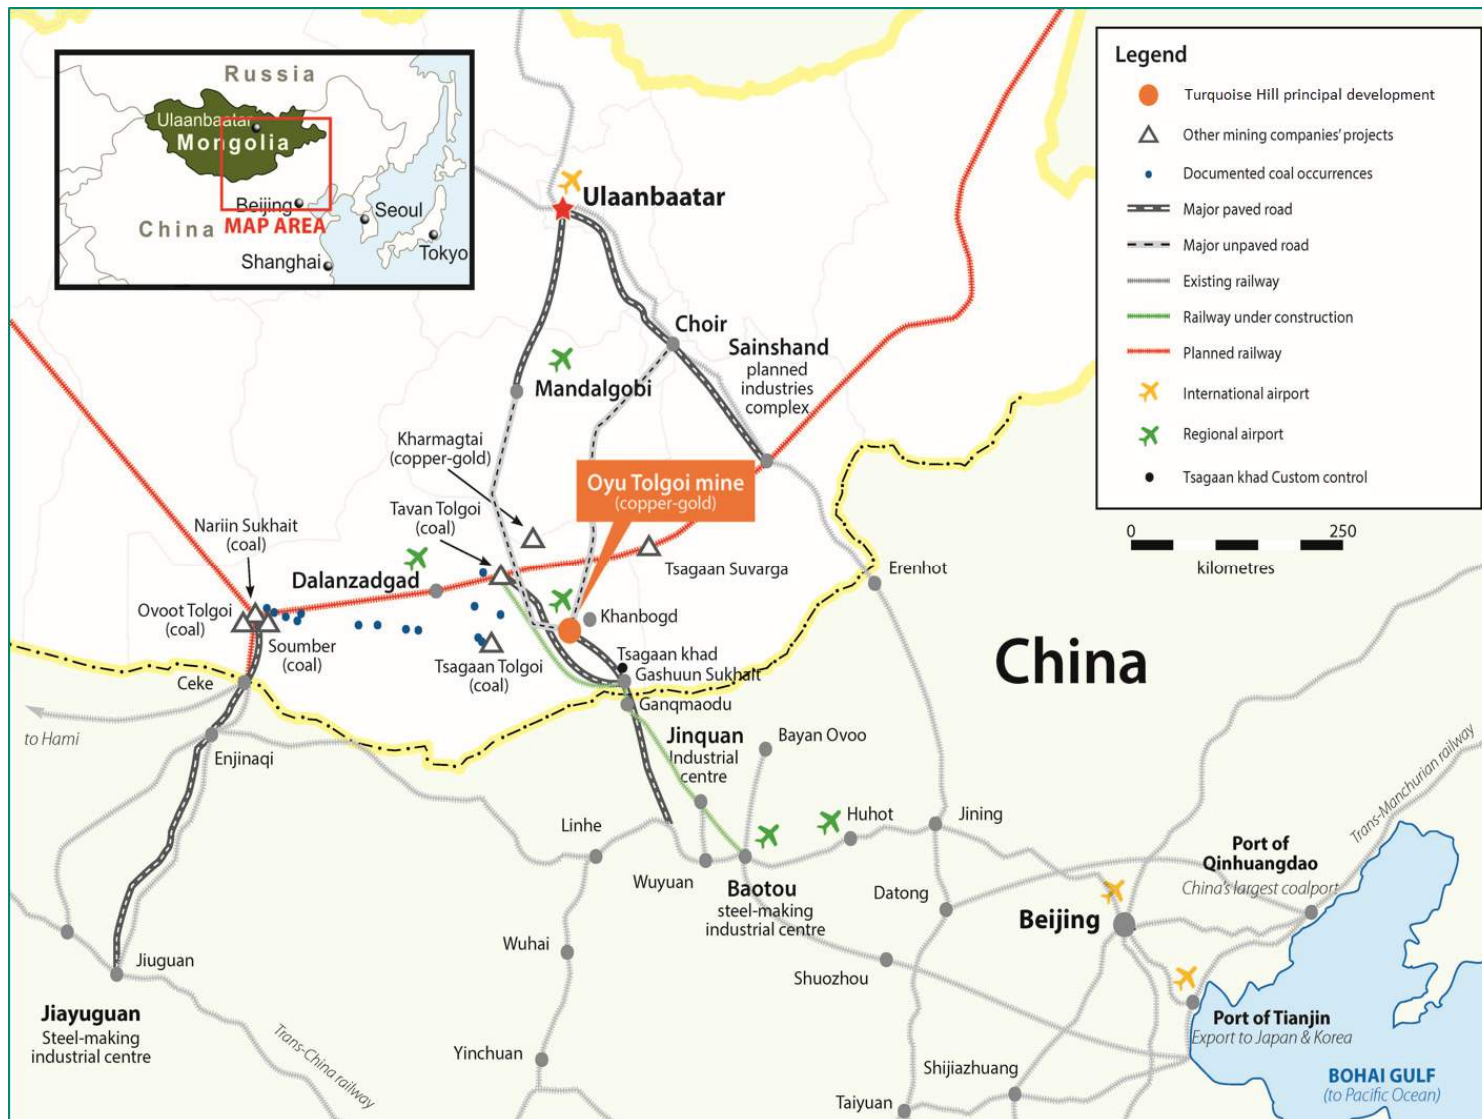 Russia
Ulaanbaatar
Mongolia
Beijing
China
MAP AREA
Seoul
Tokyo
Shanghai
Legend
Turquoise Hill principal development
Other mining companies' projects
Documented coal occurrences
Major paved road
Major unpaved road
Existing railway
Railway under construction
Planned railway
International airport
Regional airport
Tsagaan khad Custom control
0
250
kilometres
Ulaanbaatar
Choir
Sainshand
planned
industries
complex
Mandalgobi
Kharmagtai
(copper-gold)
Oyu Tolgoi mine
(copper-gold)
Tavan Tolgoi
(coal)
Nariin Sukhait
(coal)
Dalanzadgad
Tsagaan Suvarga
Erenhot
Ovoot Tolgoi
(coal)
Soumber
(coal)
Khanbogd
Tsagaan Tolgoi
(coal)
Tsagaan khad
Gashuun Sukhait
Ceke
Ganqmaodu
China
to Hami
Enjinaqi
Jinquan
Industrial
centre
Bayan Ovoo
Linhe
Huhot
Jining
Trans-Manchurian railway
Port of
Qinhuangdao
China's largest coalport
Wuyuan
Baotou
steel-making
industrial centre
Datong
Beijing
Wuhai
Shuozhou
Jiuguan
Jiayuguan
Steel-making
industrial centre
Trans-China railway
Port of Tianjin
Export to Japan & Korea
Yinchuan
Shijiazhuang
Taiyuan
BOHAI GULF
(to Pacific Ocean)